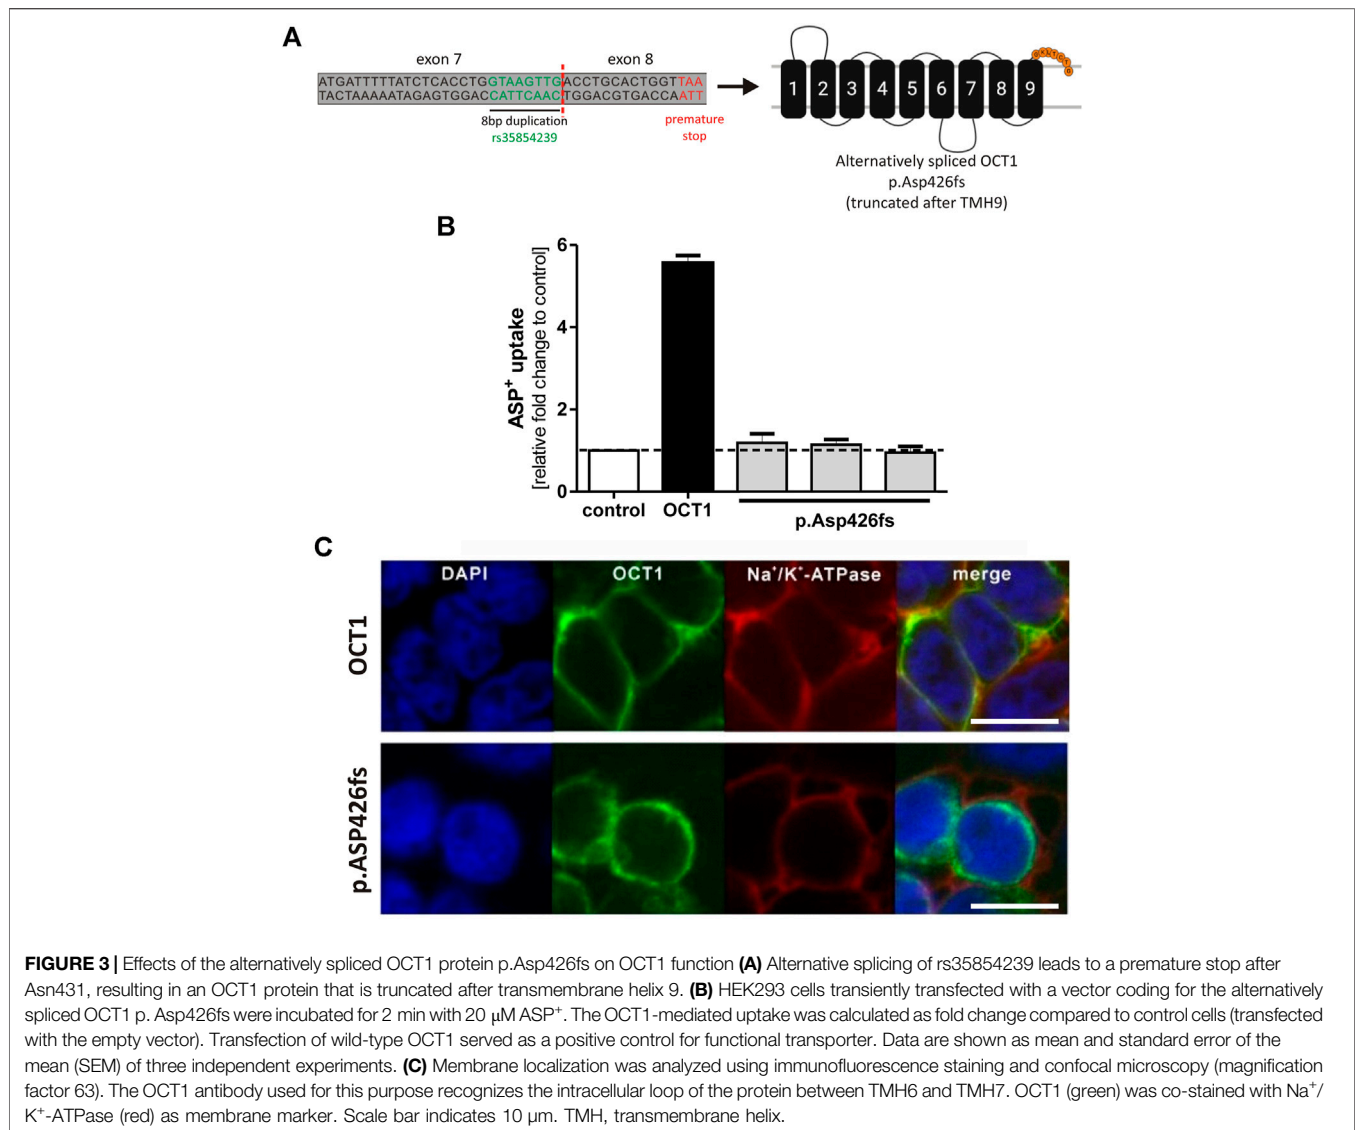 A
exon 7 exon 8
ATGATTTTTATCTCACCTGGTAAGTTGACCTGCACTGGTTAA
TACTAAAAATAGAGTGGACCATTCAACTGGACGTGACCAATT
8bp duplication
rs35854239
premature
stop
1 2 3 4 5 6 7 8 9
Alternatively spliced OCT1
p.Asp426fs
(truncated after TMH9)
B
ASP+ uptake
[relative fold change to control]
6
4
2
0
control OCT1 p.Asp426fs
C
DAPI OCT1 Na+/K+-ATPase merge
OCT1
p.ASP426fs
FIGURE 3 | Effects of the alternatively spliced OCT1 protein p.Asp426fs on OCT1 function (A) Alternative splicing of rs35854239 leads to a premature stop after
Asn431, resulting in an OCT1 protein that is truncated after transmembrane helix 9. (B) HEK293 cells transiently transfected with a vector coding for the alternatively
spliced OCT1 p. Asp426fs were incubated for 2 min with 20 μM ASP+. The OCT1-mediated uptake was calculated as fold change compared to control cells (transfected
with the empty vector). Transfection of wild-type OCT1 served as a positive control for functional transporter. Data are shown as mean and standard error of the
mean (SEM) of three independent experiments. (C) Membrane localization was analyzed using immunofluorescence staining and confocal microscopy (magnification
factor 63). The OCT1 antibody used for this purpose recognizes the intracellular loop of the protein between TMH6 and TMH7. OCT1 (green) was co-stained with Na+/
K+-ATPase (red) as membrane marker. Scale bar indicates 10 μm. TMH, transmembrane helix.